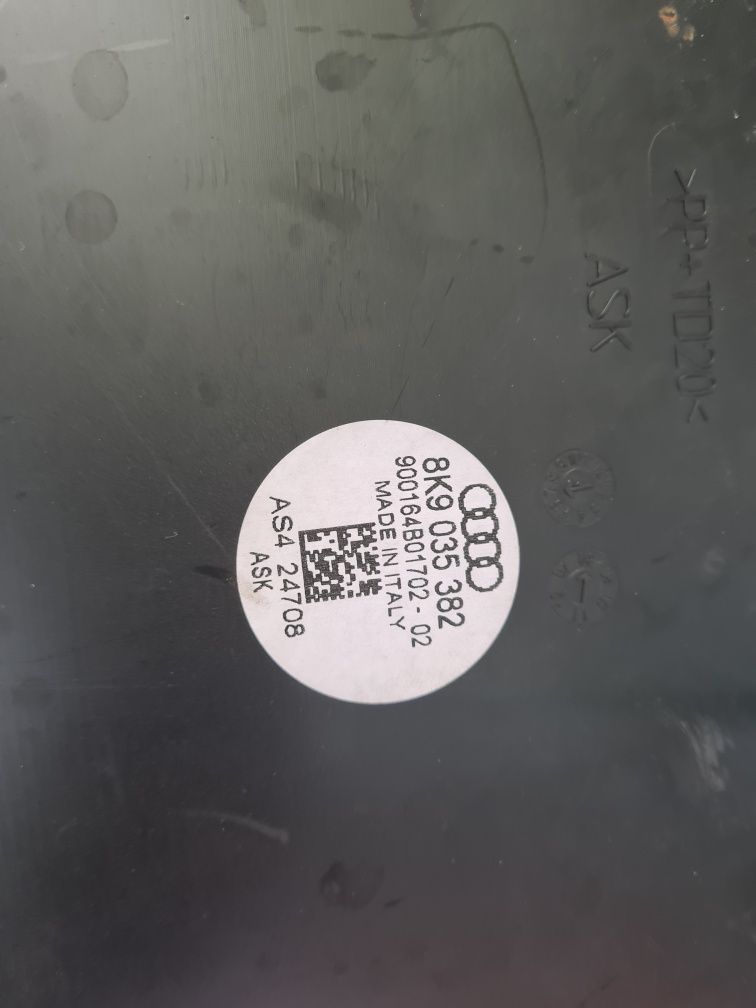 >PP+TD20<
ASK
8K9 035 382
900164B01702-02
MADE IN ITALY
AS4 24708
ASK